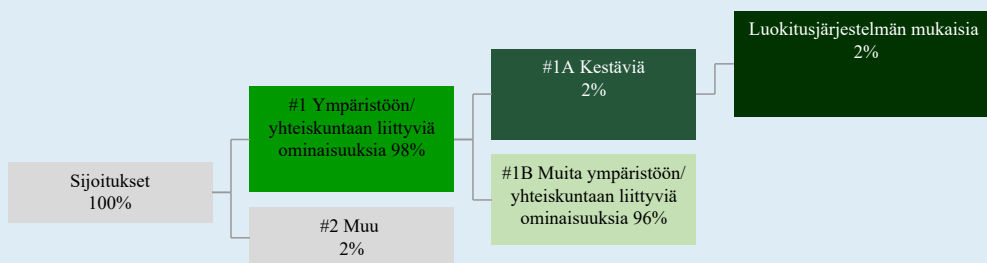 Sijoitukset
100%
#1 Ympäristöön/
yhteiskuntaan liittyviä
ominaisuuksia 98%
#2 Muu
2%
#1A Kestäviä
2%
#1B Muita ympäristöön/
yhteiskuntaan liittyviä
ominaisuuksia 96%
Luokitusjärjestelmän mukaisia
2%